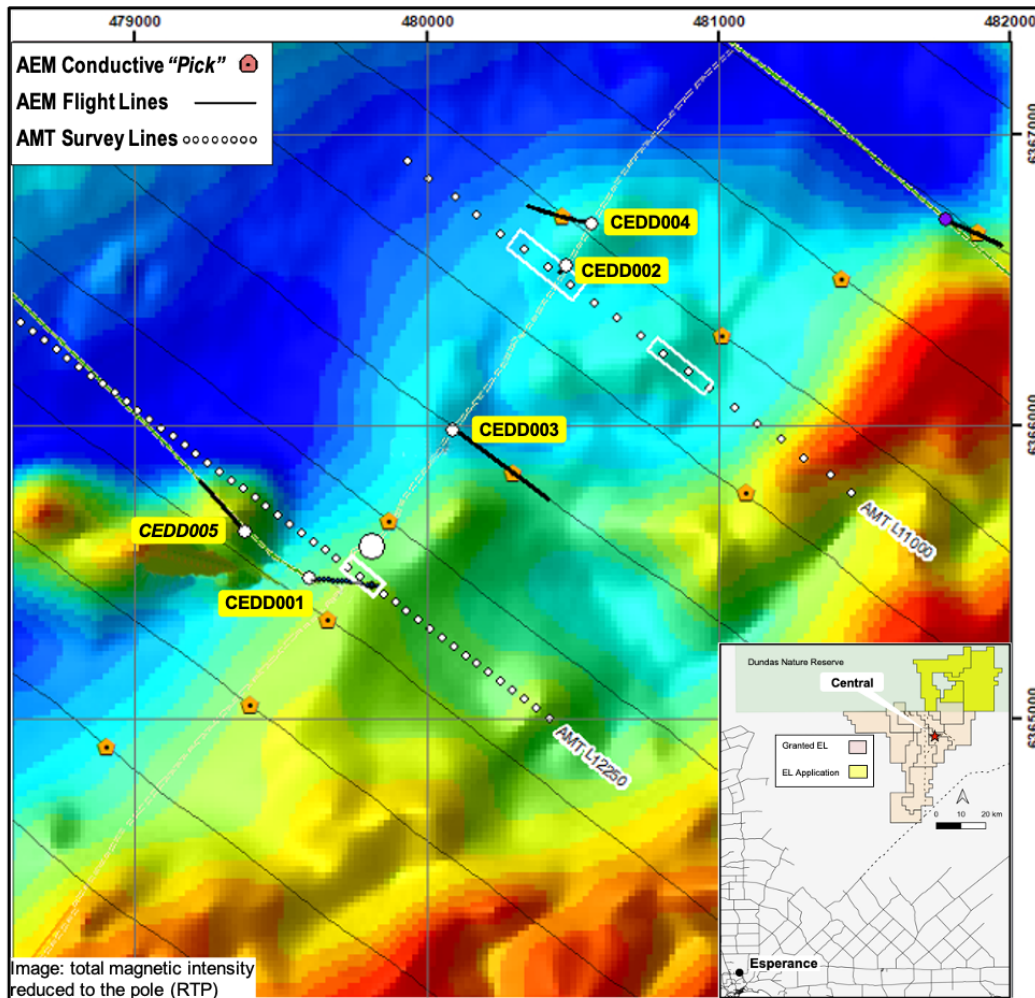 479000
480000
481000
482000
AEM Conductive "Pick"
AEM Flight Lines
AMT Survey Lines
6367000
6366000
6365000
CEDD004
CEDD002
CEDD003
CEDD005
CEDD001
AMT L11000
AMT L12250
Dundas Nature Reserve
Central
Granted EL
EL Application
0 10 20 km
Esperance
Image: total magnetic intensity
reduced to the pole (RTP)